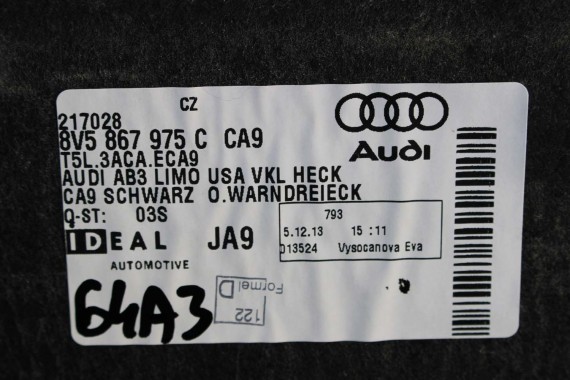 CZ
217028
8V5 867 975 C CA9
T5L.3ACA.ECA9
AUDI AB3 LIMO USA VKL HECK
CA9 SCHWARZ O.WARNDREIECK
Q-ST: 03S
IDEAL JA9
AUTOMOTIVE
Audi
793
5.12.13 15:11
013524 Vysocanova Eva
64A3
Formel D
122